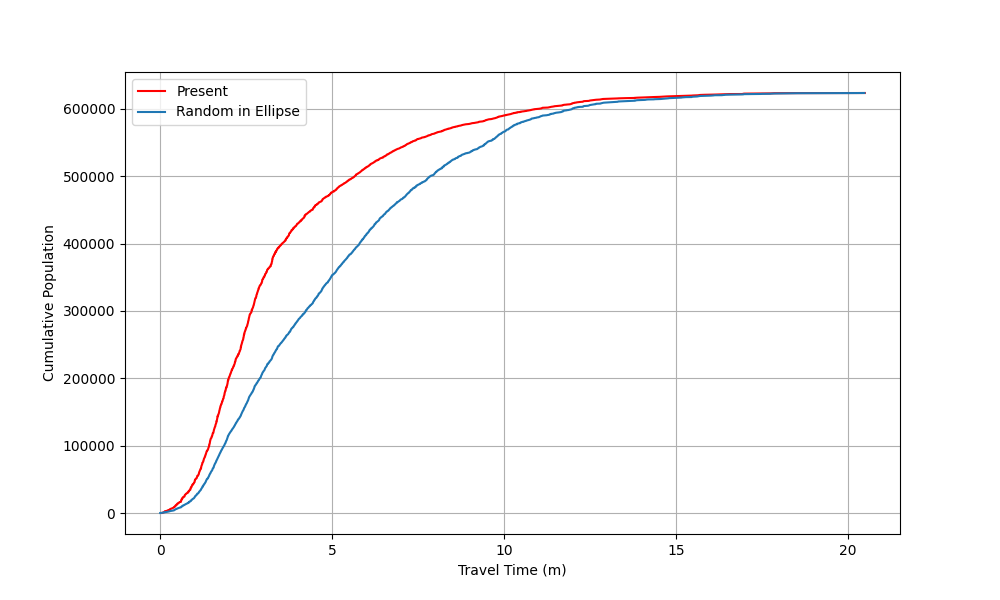 Present
Random in Ellipse
600000
500000
400000
300000
200000
100000
0
Cumulative Population
0 5 10 15 20
Travel Time (m)